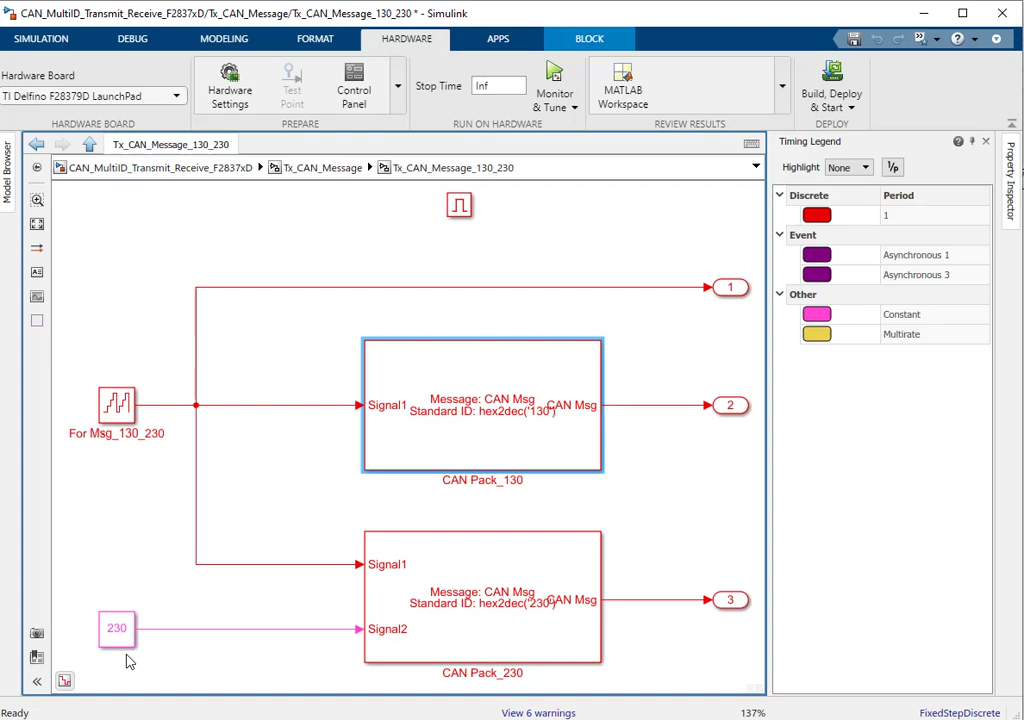 CAN_MultiID_Transmit_Receive_F2837xD/Tx_CAN_Message/Tx_CAN_Message_130_230 * - Simulink
SIMULATION DEBUG MODELING FORMAT HARDWARE APPS BLOCK
Hardware Board
TI Delfino F28379D LaunchPad
HARDWARE BOARD
Hardware Settings
Test Point
Control Panel
PREPARE
Stop Time Inf
Monitor & Tune
RUN ON HARDWARE
MATLAB Workspace
REVIEW RESULTS
Build, Deploy & Start
DEPLOY
Model Browser
Tx_CAN_Message_130_230
CAN_MultiID_Transmit_Receive_F2837xD Tx_CAN_Message Tx_CAN_Message_130_230
1
For Msg_130_230
Signal1
Message: CAN Msg
Standard ID: hex2dec('130')
CAN Msg
2
CAN Pack_130
Signal1
Message: CAN Msg
Standard ID: hex2dec('230')
CAN Msg
3
230
Signal2
CAN Pack_230
Timing Legend
Highlight None 1/p
Discrete Period
1
Event
Asynchronous 1
Asynchronous 3
Other
Constant
Multirate
Property Inspector
Ready View 6 warnings 137% FixedStepDiscrete